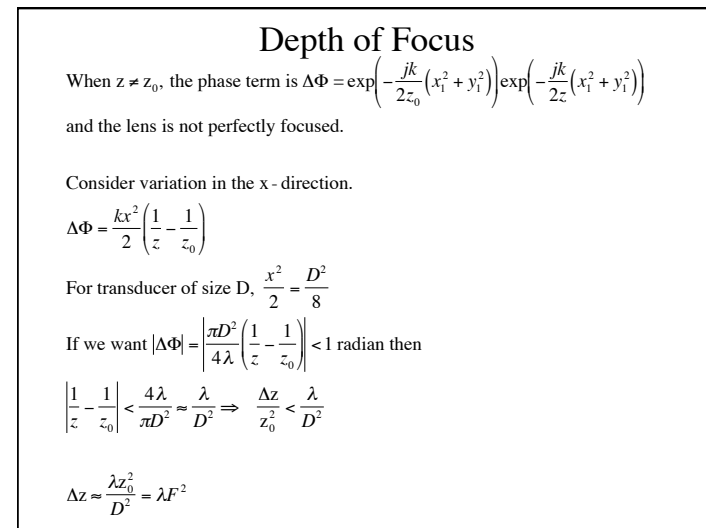 Depth of Focus
When z ≠ z₀, the phase term is ΔΦ = exp(−jk/2z₀ (x₁² + y₁²)) exp(−jk/2z (x₁² + y₁²))
and the lens is not perfectly focused.
Consider variation in the x - direction.
ΔΦ = kx²/2 (1/z − 1/z₀)
For transducer of size D, x²/2 = D²/8
If we want |ΔΦ| = |πD²/4λ (1/z − 1/z₀)| < 1 radian then
|1/z − 1/z₀| < 4λ/πD² ≈ λ/D² ⇒ Δz/z₀² < λ/D²
Δz ≈ λz₀²/D² = λF²